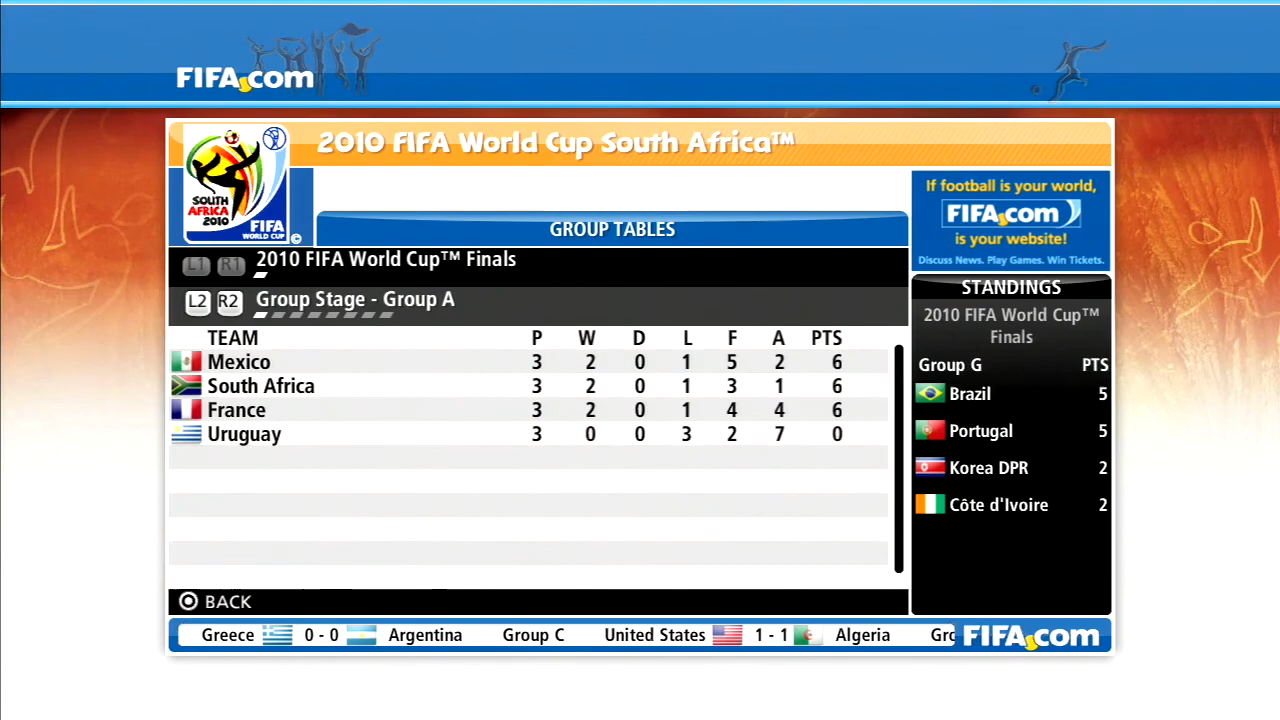 FIFA.com
2010 FIFA World Cup South Africa™
SOUTH
AFRICA
2010
FIFA
WORLD CUP
©
GROUP TABLES
L1 R1 2010 FIFA World Cup™ Finals
L2 R2 Group Stage - Group A
TEAM P W D L F A PTS
Mexico 3 2 0 1 5 2 6
South Africa 3 2 0 1 3 1 6
France 3 2 0 1 4 4 6
Uruguay 3 0 0 3 2 7 0
BACK
If football is your world,
FIFA.com
is your website!
Discuss News. Play Games. Win Tickets.
STANDINGS
2010 FIFA World Cup™
Finals
Group G PTS
Brazil 5
Portugal 5
Korea DPR 2
Côte d'Ivoire 2
Greece 0 - 0 Argentina Group C United States 1 - 1 Algeria Grc FIFA.com